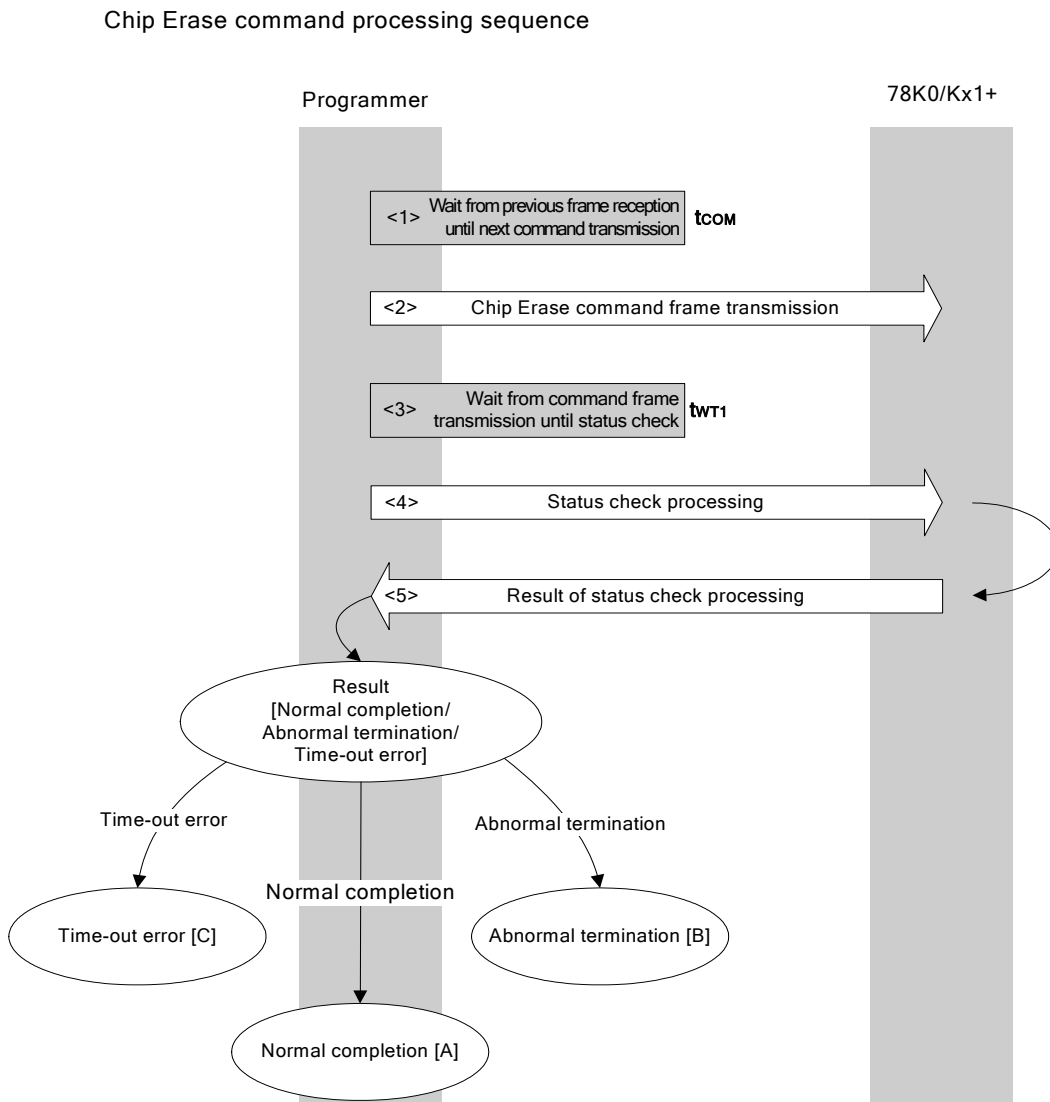 Chip Erase command processing sequence
Programmer
78K0/Kx1+
<1> Wait from previous frame reception
until next command transmission
tCOM
<2> Chip Erase command frame transmission
<3> Wait from command frame
transmission until status check
tWT1
<4> Status check processing
<5> Result of status check processing
Result
[Normal completion/
Abnormal termination/
Time-out error]
Time-out error
Abnormal termination
Normal completion
Time-out error [C]
Abnormal termination [B]
Normal completion [A]